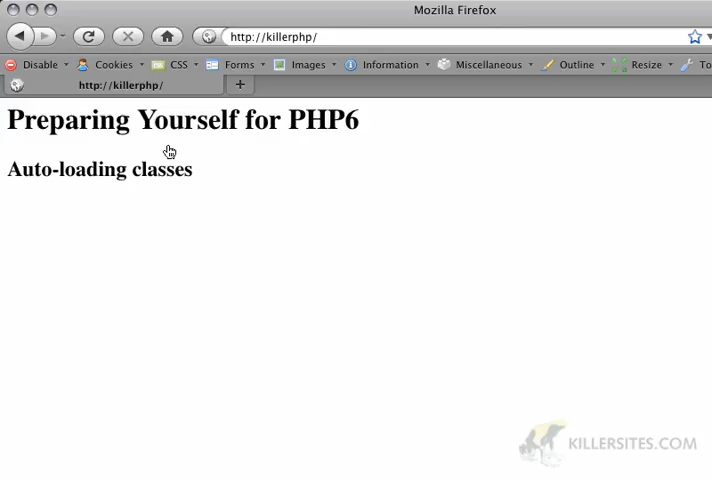 Mozilla Firefox
http://killerphp/
Disable Cookies CSS Forms Images Information Miscellaneous Outline Resize To
http://killerphp/
Preparing Yourself for PHP6
Auto-loading classes
KILLERSITES.COM